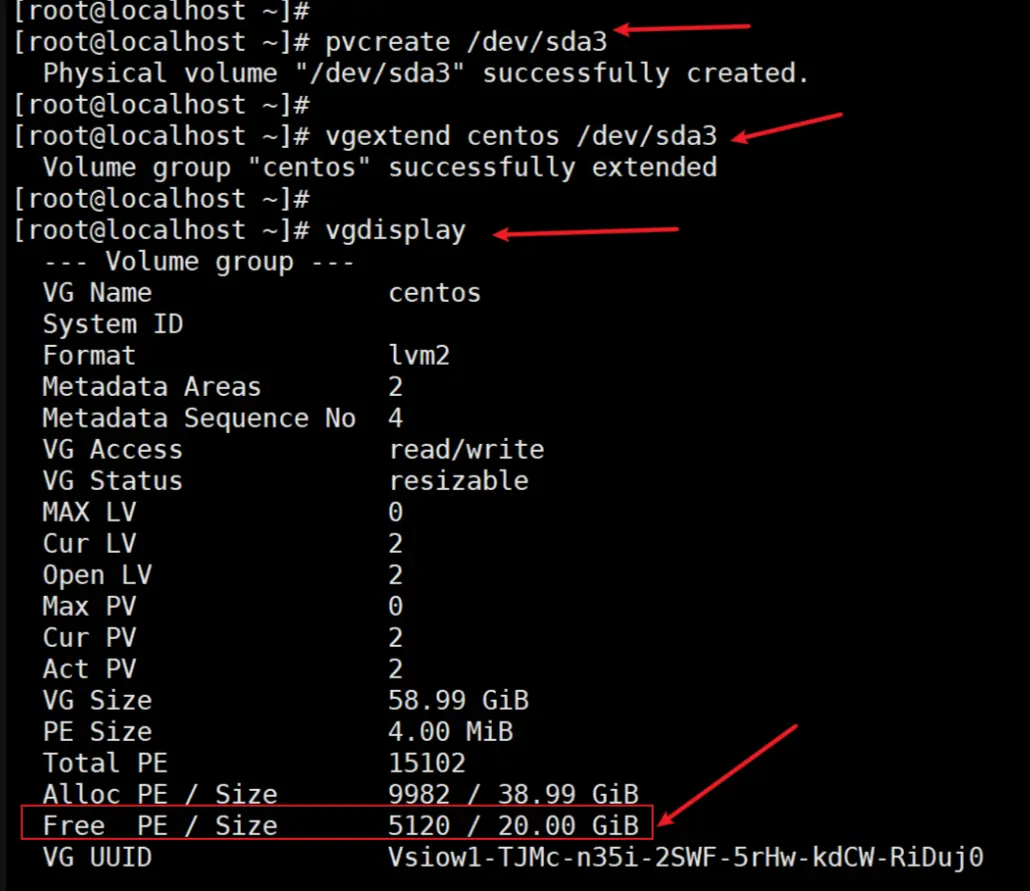 [root@localhost ~]#
[root@localhost ~]# pvcreate /dev/sda3
  Physical volume "/dev/sda3" successfully created.
[root@localhost ~]#
[root@localhost ~]# vgextend centos /dev/sda3
  Volume group "centos" successfully extended
[root@localhost ~]#
[root@localhost ~]# vgdisplay
  --- Volume group ---
  VG Name               centos
  System ID
  Format                lvm2
  Metadata Areas        2
  Metadata Sequence No  4
  VG Access             read/write
  VG Status             resizable
  MAX LV                0
  Cur LV                2
  Open LV               2
  Max PV                0
  Cur PV                2
  Act PV                2
  VG Size               58.99 GiB
  PE Size               4.00 MiB
  Total PE              15102
  Alloc PE / Size       9982 / 38.99 GiB
  Free  PE / Size       5120 / 20.00 GiB
  VG UUID               Vsiow1-TJMc-n35i-2SWF-5rHw-kdCW-RiDuj0